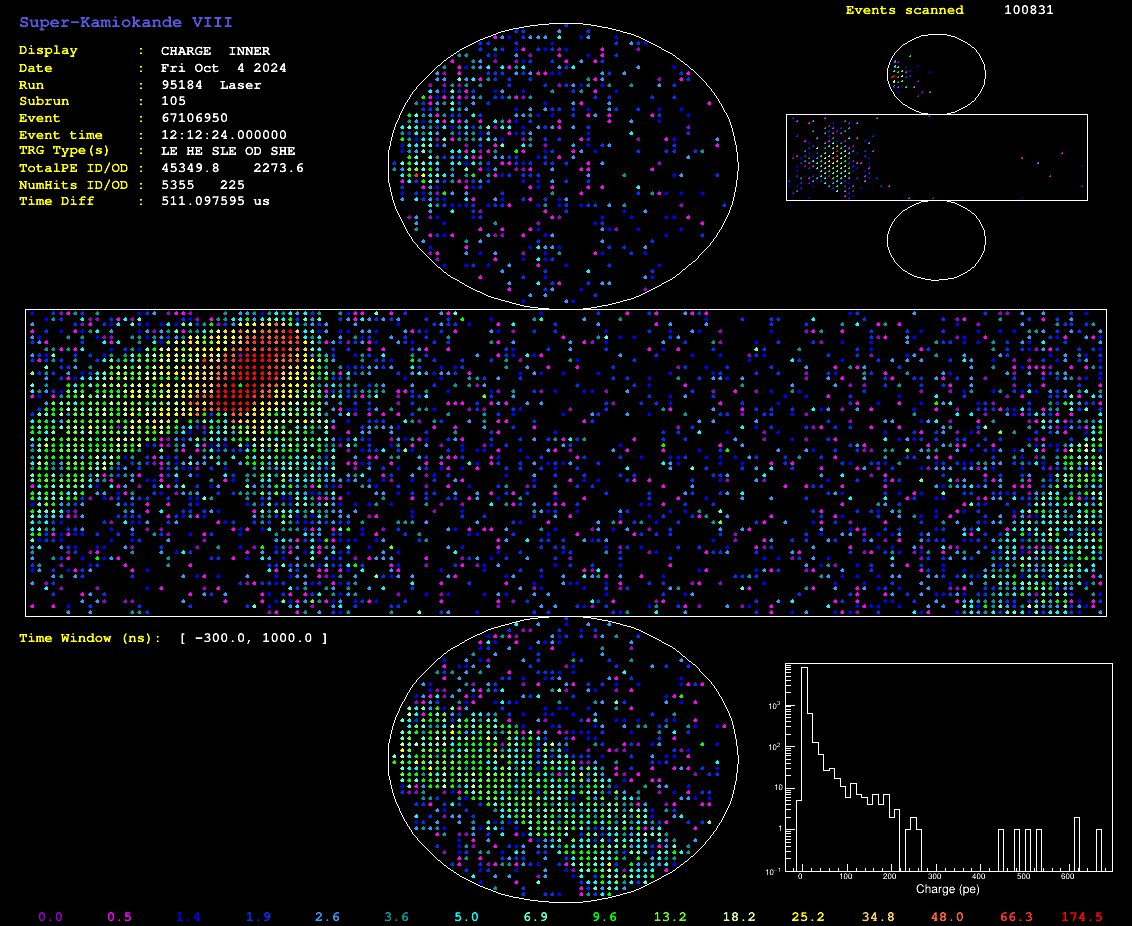 Super-Kamiokande VIII
Events scanned 100831
Display : CHARGE INNER
Date : Fri Oct 4 2024
Run : 95184 Laser
Subrun : 105
Event : 67106950
Event time : 12:12:24.000000
TRG Type(s) : LE HE SLE OD SHE
TotalPE ID/OD : 45349.8 2273.6
NumHits ID/OD : 5355 225
Time Diff : 511.097595 us
Time Window (ns): [ -300.0, 1000.0 ]
10³
10²
10
1
10⁻¹
0 100 200 300 400 500 600
Charge (pe)
0.0 0.5 1.4 1.9 2.6 3.6 5.0 6.9 9.6 13.2 18.2 25.2 34.8 48.0 66.3 174.5